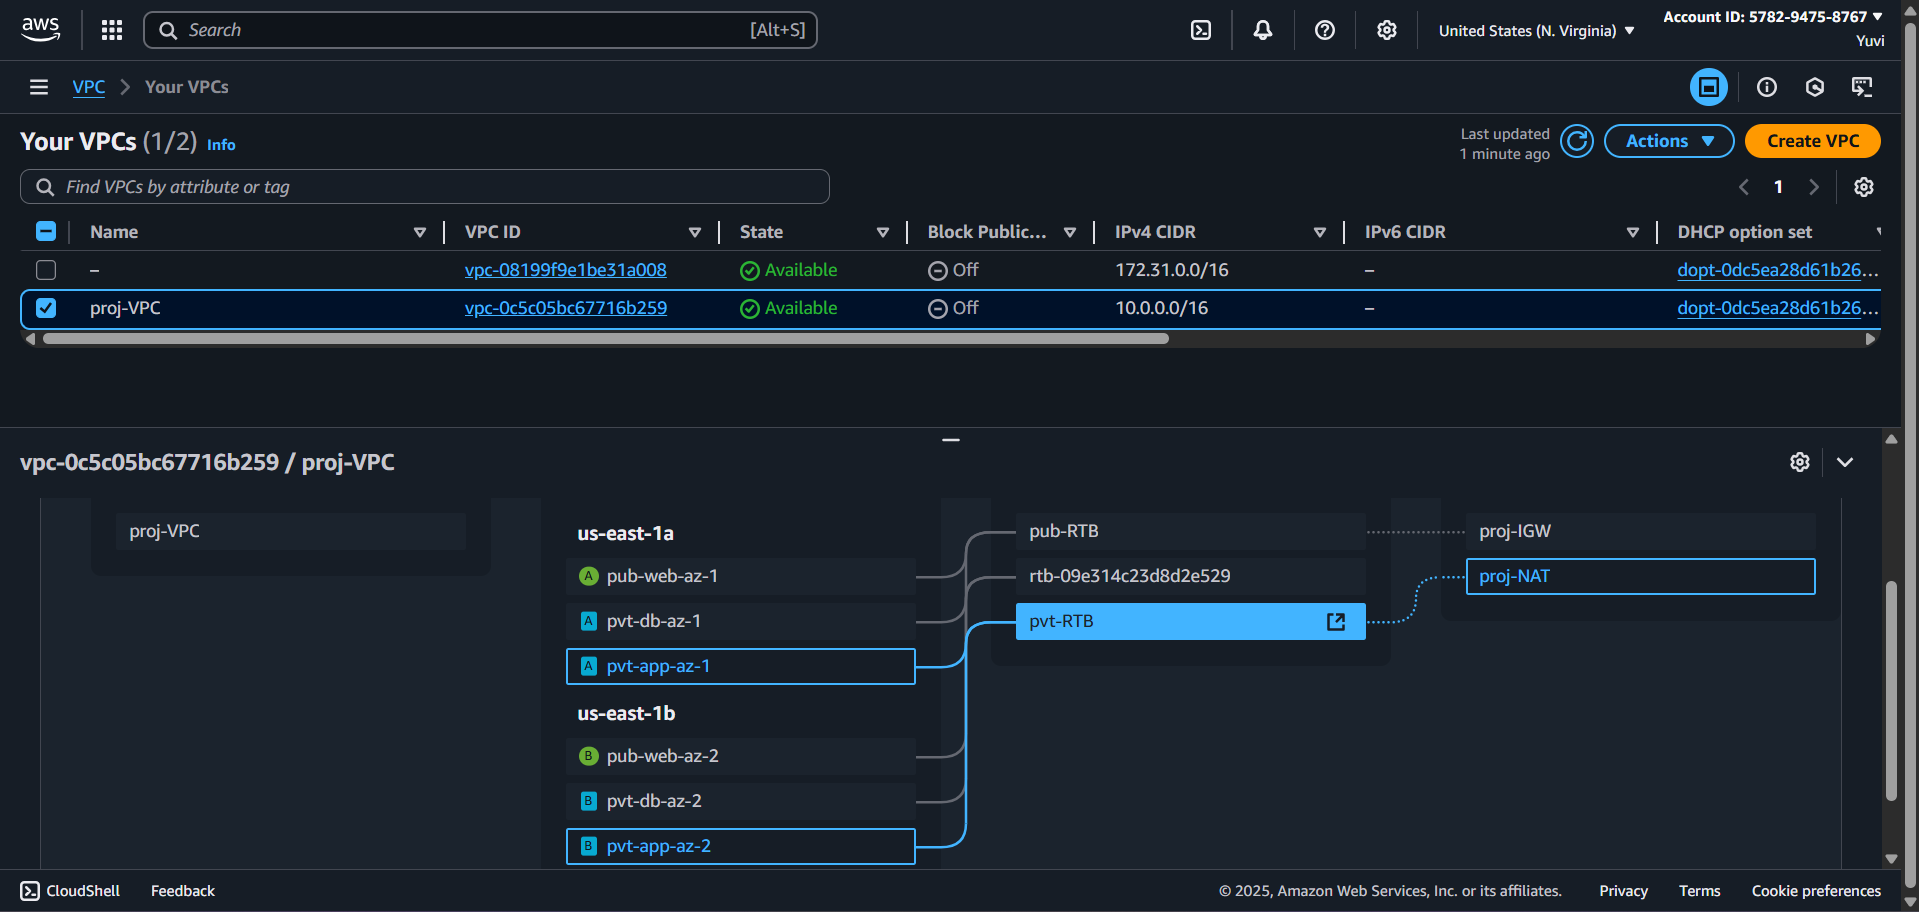 aws
Search [Alt+S]
United States (N. Virginia)
Account ID: 5782-9475-8767
Yuvi
VPC
Your VPCs
Your VPCs (1/2) Info
Last updated
1 minute ago
Actions
Create VPC
Find VPCs by attribute or tag
1
Name VPC ID State Block Public... IPv4 CIDR IPv6 CIDR DHCP option set
– vpc-08199f9e1be31a008 Available Off 172.31.0.0/16 – dopt-0dc5ea28d61b26...
proj-VPC vpc-0c5c05bc67716b259 Available Off 10.0.0.0/16 – dopt-0dc5ea28d61b26...
vpc-0c5c05bc67716b259 / proj-VPC
proj-VPC
us-east-1a
A pub-web-az-1
A pvt-db-az-1
A pvt-app-az-1
us-east-1b
B pub-web-az-2
B pvt-db-az-2
B pvt-app-az-2
pub-RTB
rtb-09e314c23d8d2e529
pvt-RTB
proj-IGW
proj-NAT
CloudShell Feedback © 2025, Amazon Web Services, Inc. or its affiliates. Privacy Terms Cookie preferences